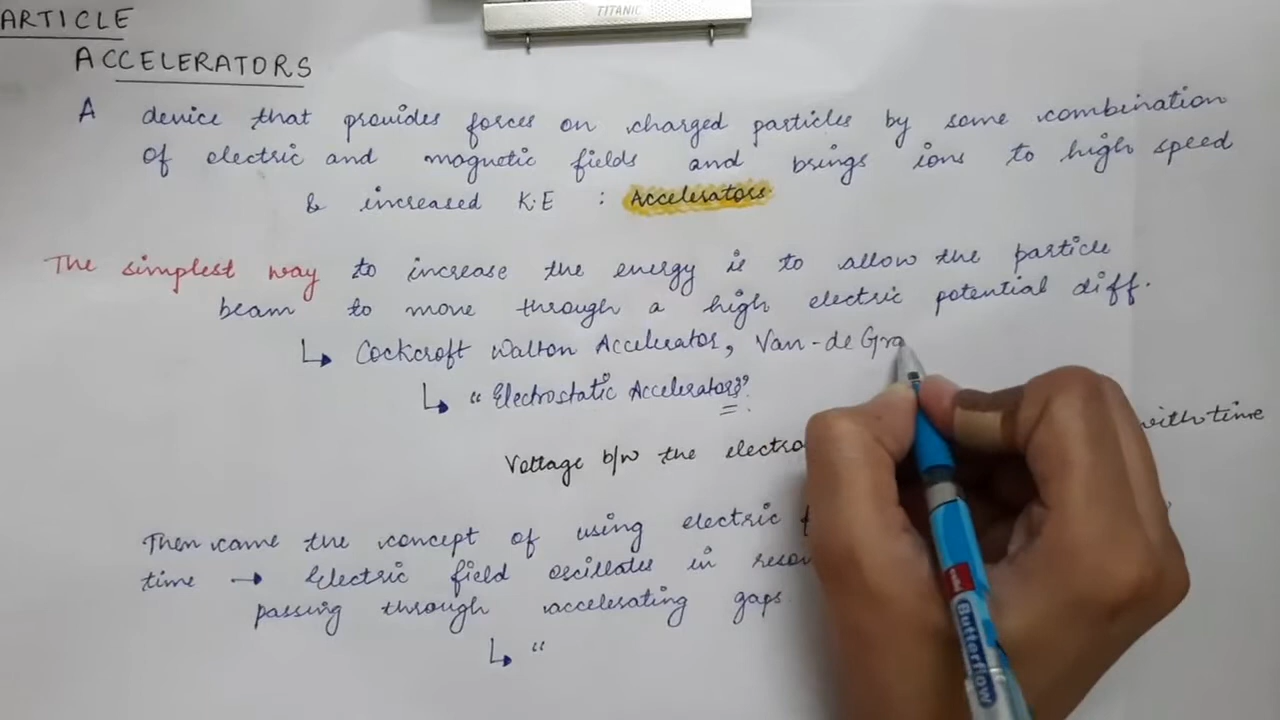 TITANIC
ARTICLE
ACCELERATORS
A device that provides forces on charged particles by some combination
of electric and magnetic fields and brings ions to high speed
& increased K.E : Accelerators
The simplest way to increase the energy is to allow the particle
beam to move through a high electric potential diff.
↳ Cockcroft Walton Accelerator, Van-de Gra
↳ "Electrostatic Accelerators"
Voltage b/w the electro with time
Then came the concept of using electric
time → Electric field oscillates in reso
passing through accelerating gaps
↳ "
cello Butterflow